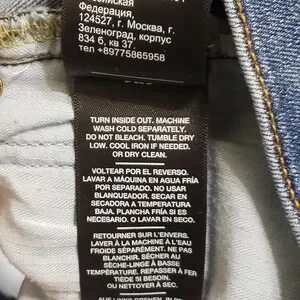 Федерация,
124527, г. Москва, г.
Зеленоград, корпус
834 б, кв 37.
тел +89775865958
TURN INSIDE OUT. MACHINE
WASH COLD SEPARATELY.
DO NOT BLEACH. TUMBLE DRY
LOW. COOL IRON IF NEEDED.
OR DRY CLEAN.
VOLTEAR POR EL REVERSO.
LAVAR A MÁQUINA EN AGUA FRÍA
POR SEPARADO. NO USAR
BLANQUEADOR. SECAR EN
SECADORA A TEMPERATURA
BAJA. PLANCHA FRÍA SI ES
NECESARIO. O LAVAR EN SECO.
RETOURNER SUR L'ENVERS.
LAVER À LA MACHINE À L'EAU
FROIDE SÉPARÉMENT. NE PAS
BLANCHIR. SÉCHER AU
SÈCHE-LINGE À BASSE
TEMPÉRATURE. REPASSER À FER
TIÈDE SI BESOIN.
OU NETTOYER À SEC.